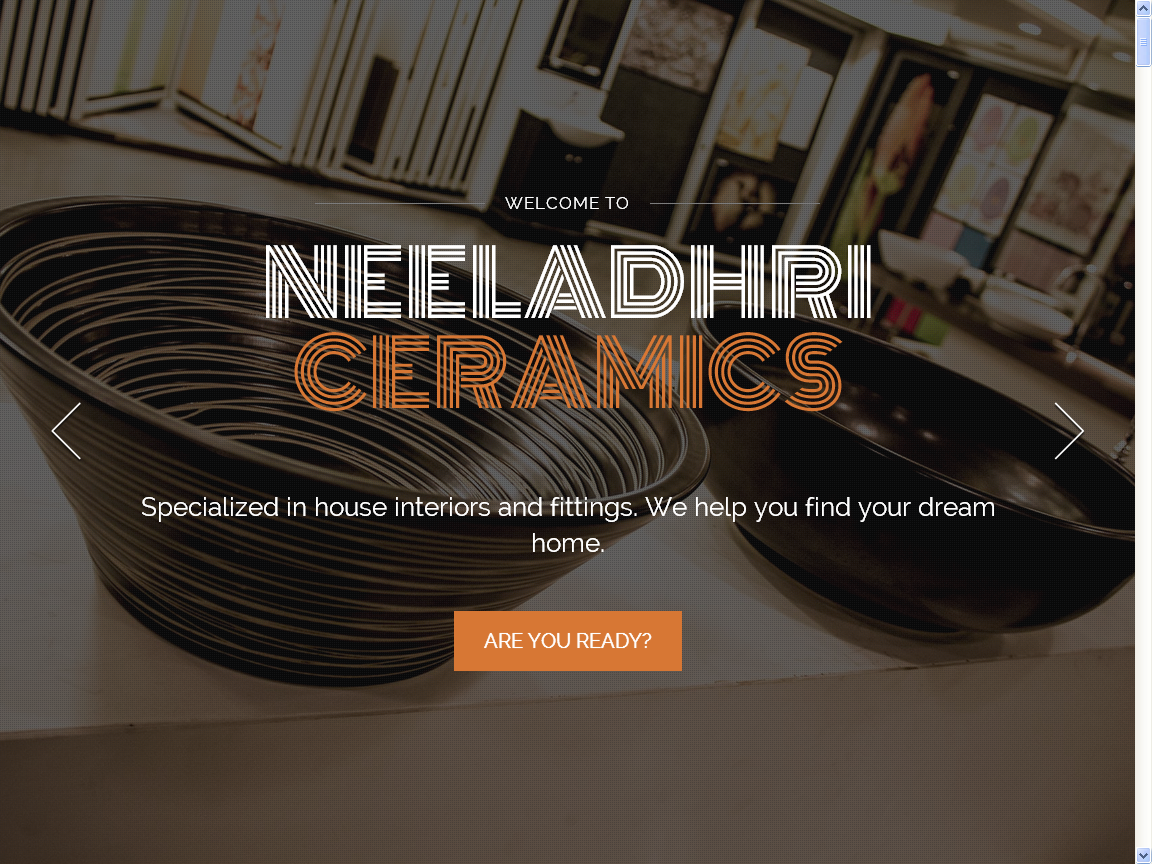 WELCOME TO
NEELADHRI
CERAMICS
Specialized in house interiors and fittings. We help you find your dream
home.
ARE YOU READY?